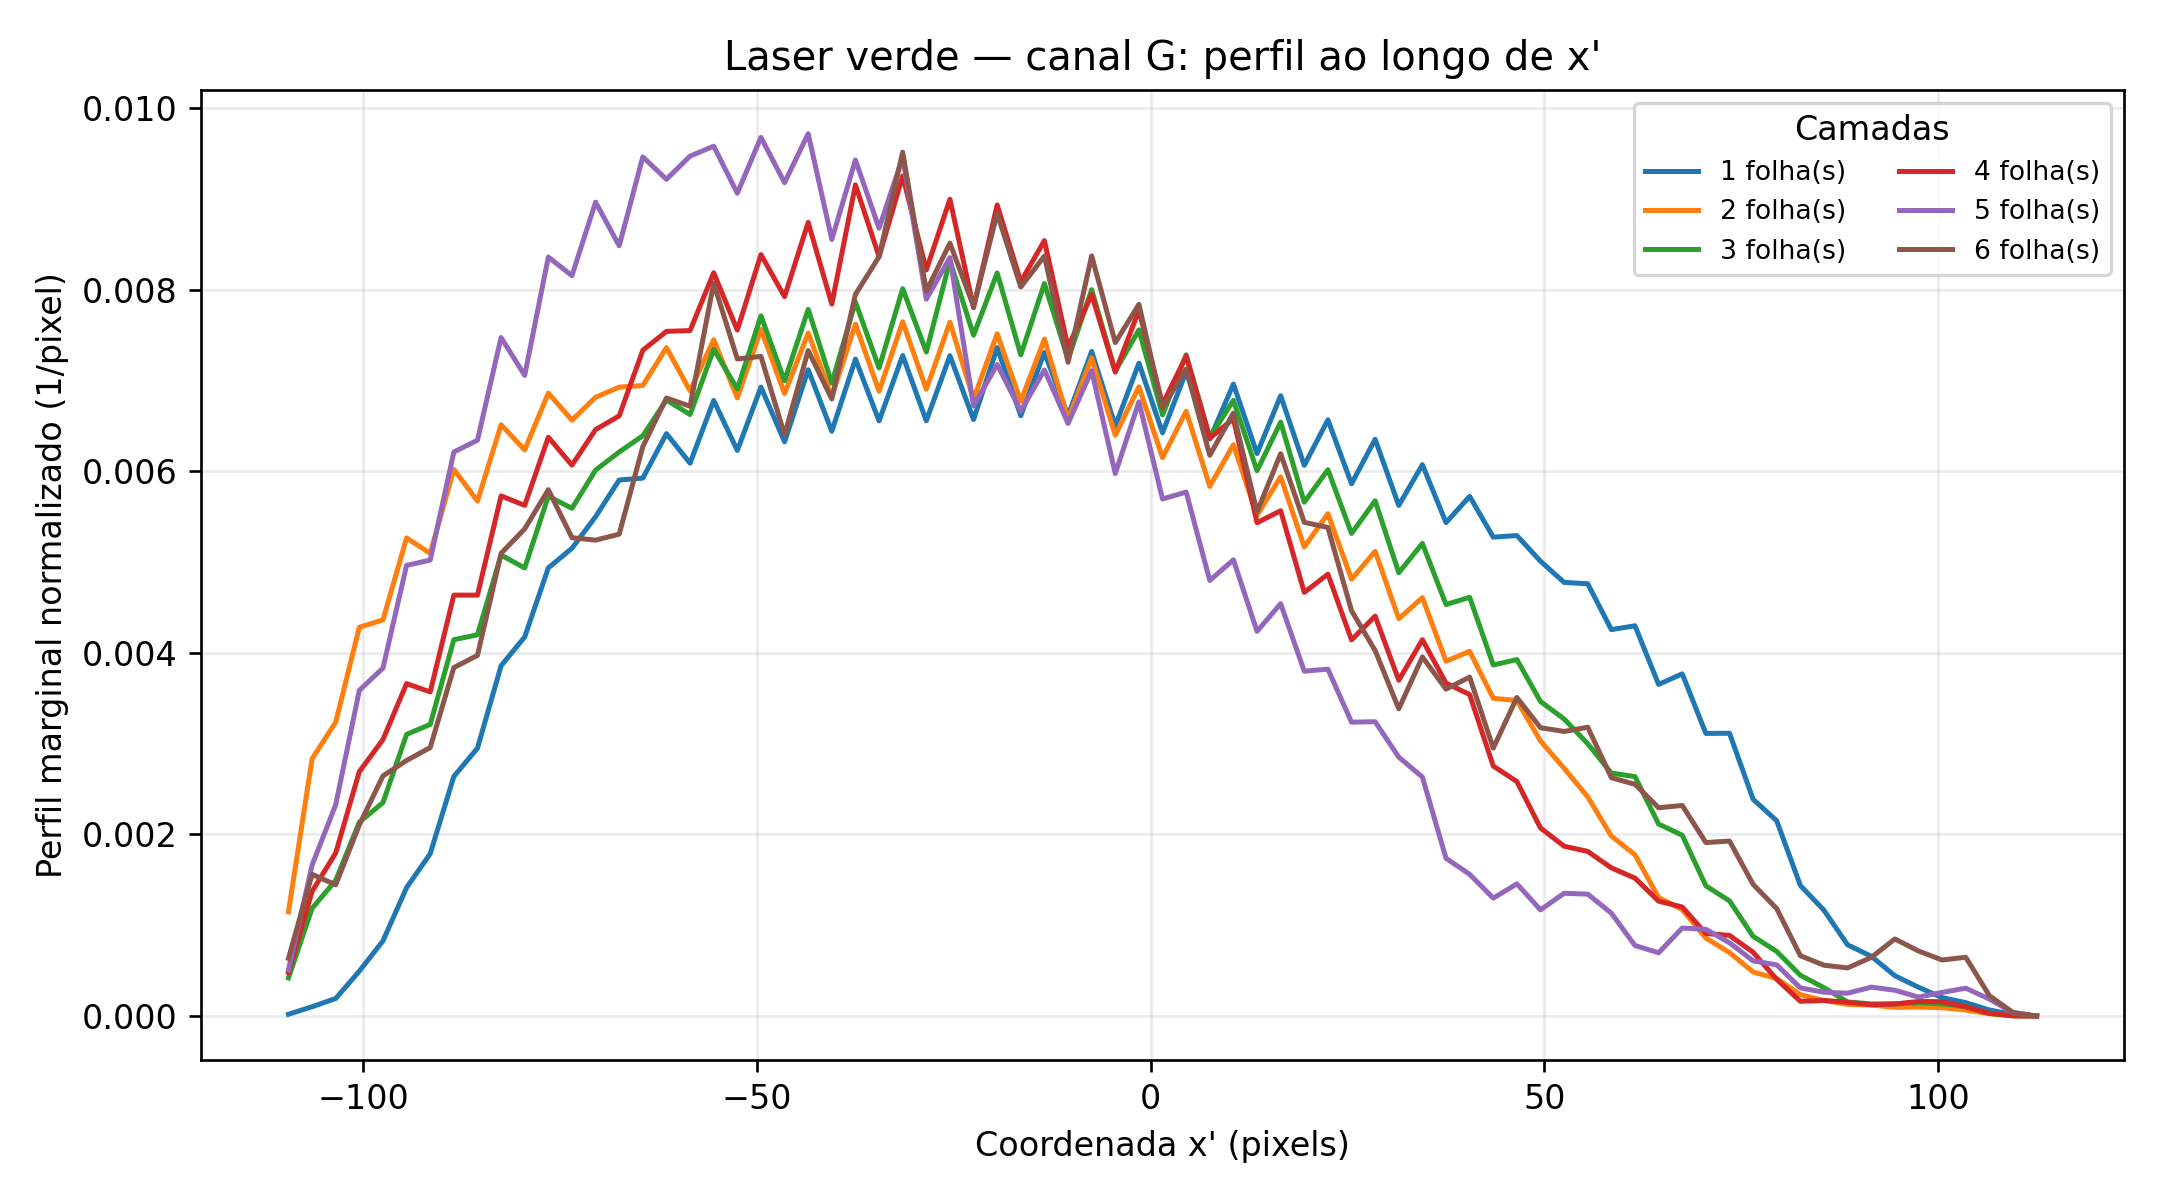 Laser verde — canal G: perfil ao longo de x'
Perfil marginal normalizado (1/pixel)
0.010
0.008
0.006
0.004
0.002
0.000
Camadas
1 folha(s) 4 folha(s)
2 folha(s) 5 folha(s)
3 folha(s) 6 folha(s)
−100 −50 0 50 100
Coordenada x' (pixels)